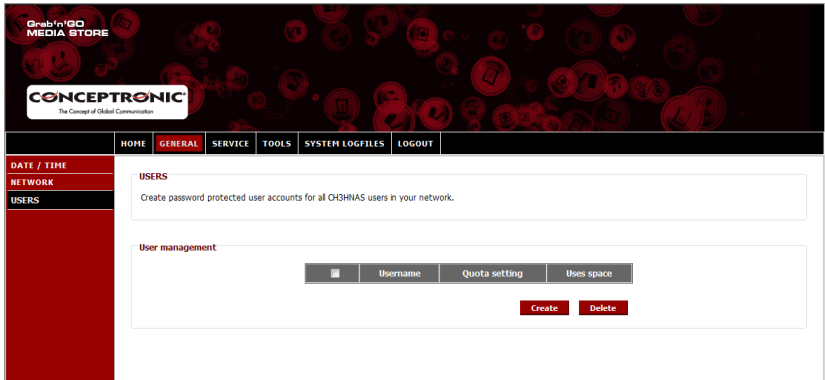 Grab'n'GO
MEDIA STORE
CONCEPTRONIC
The Concept of Global Communication
HOME GENERAL SERVICE TOOLS SYSTEM LOGFILES LOGOUT
DATE / TIME
NETWORK
USERS
USERS
Create password protected user accounts for all CH3HNAS users in your network.
User management
Username Quota setting Uses space
Create Delete